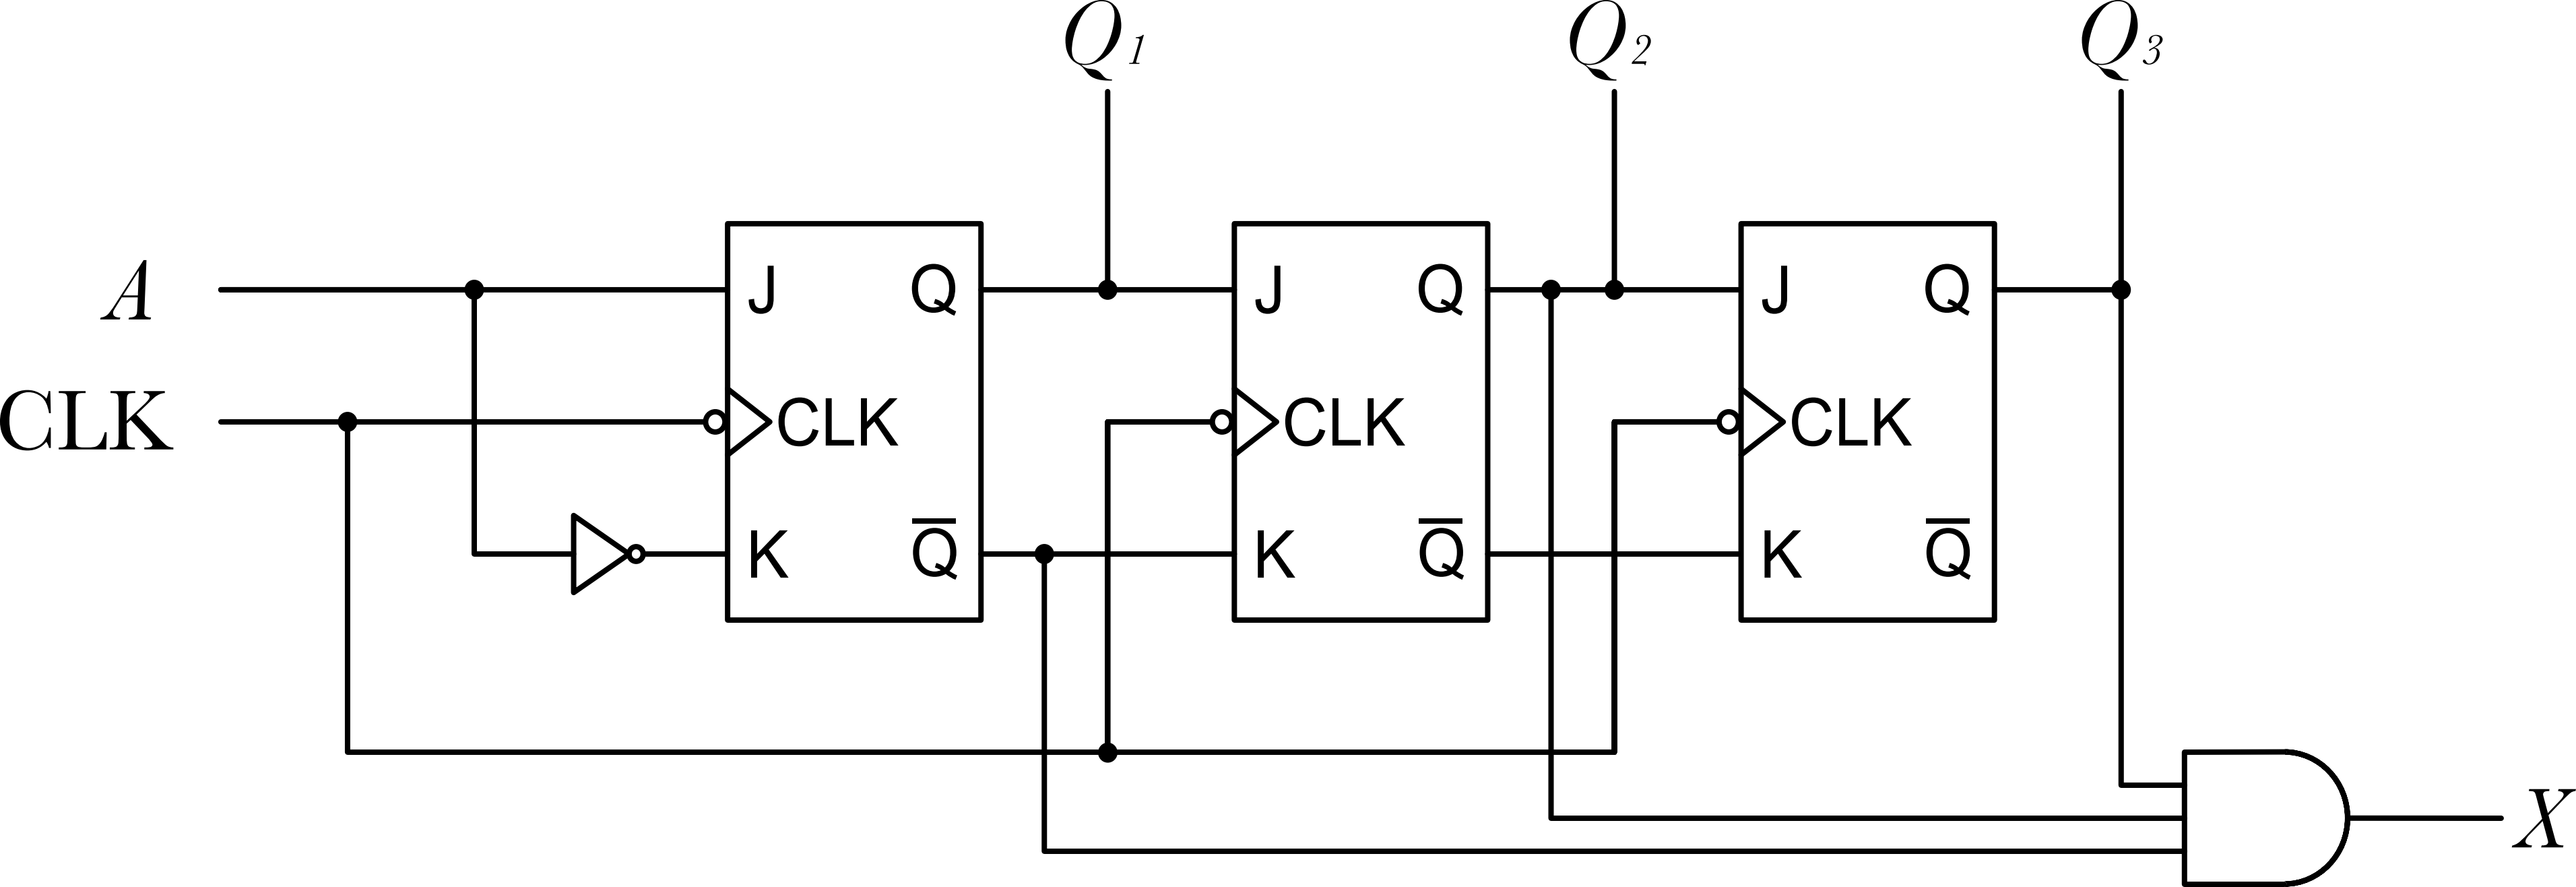 Q1 Q2 Q3
A J Q J Q J Q
CLK CLK CLK CLK
K Q̅ K Q̅ K Q̅
X